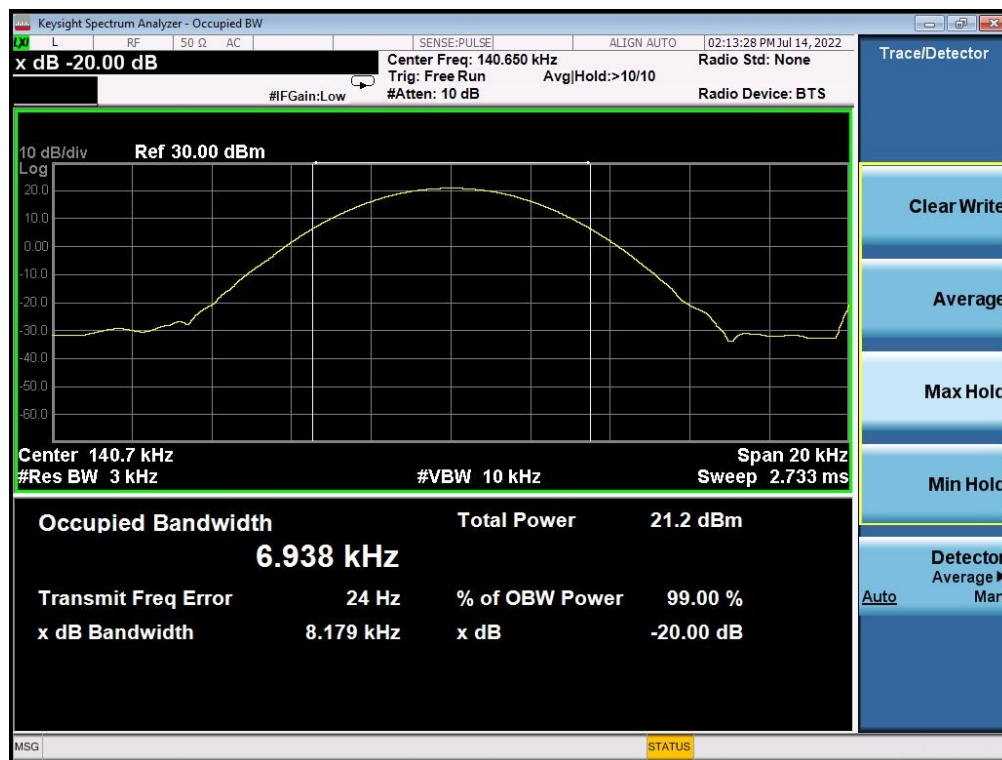 Keysight Spectrum Analyzer - Occupied BW
LXI L RF 50 Ω AC SENSE:PULSE ALIGN AUTO 02:13:28 PM Jul 14, 2022
x dB -20.00 dB
Center Freq: 140.650 kHz Radio Std: None
Trig: Free Run Avg|Hold:>10/10
#IFGain:Low #Atten: 10 dB Radio Device: BTS
10 dB/div Ref 30.00 dBm
Log
20.0
10.0
0.00
-10.0
-20.0
-30.0
-40.0
-50.0
-60.0
Center 140.7 kHz Span 20 kHz
#Res BW 3 kHz #VBW 10 kHz Sweep 2.733 ms
Occupied Bandwidth Total Power 21.2 dBm
6.938 kHz
Transmit Freq Error 24 Hz % of OBW Power 99.00 %
x dB Bandwidth 8.179 kHz x dB -20.00 dB
MSG STATUS
Trace/Detector
Clear Write
Average
Max Hold
Min Hold
Detector
Average
Auto Man